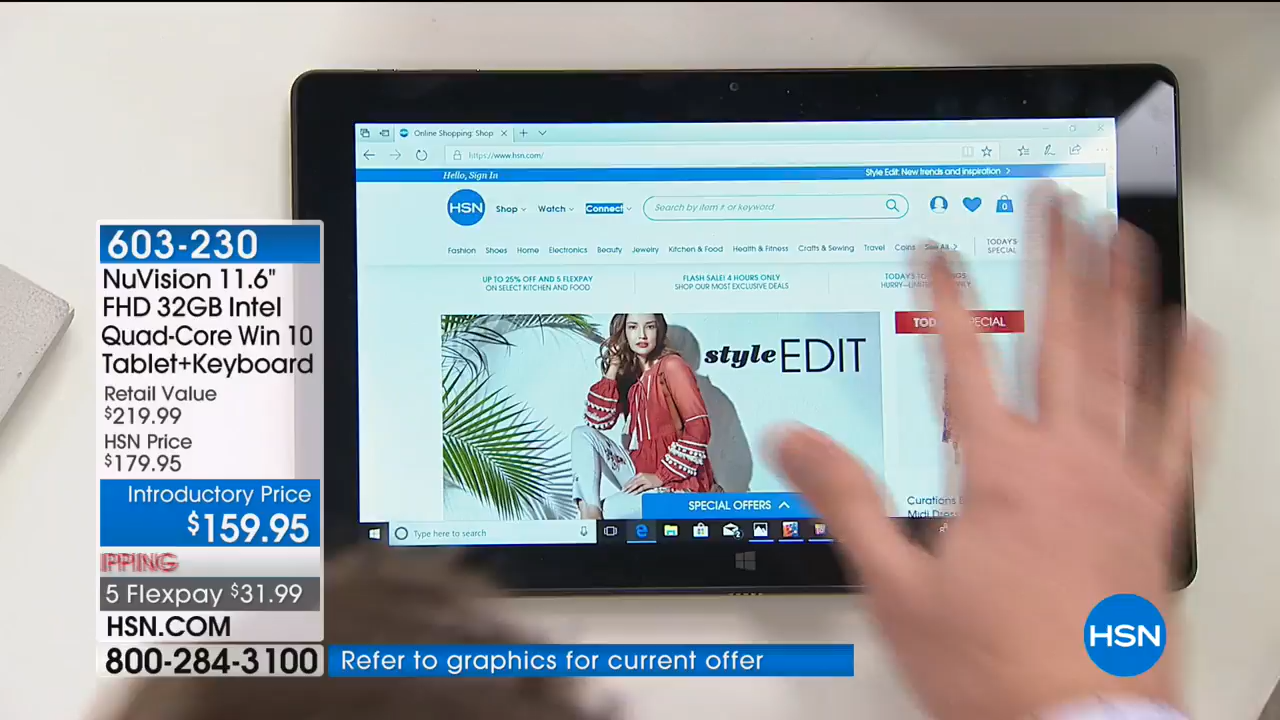 603-230
NuVision 11.6"
FHD 32GB Intel
Quad-Core Win 10
Tablet+Keyboard
Retail Value
$219.99
HSN Price
$179.95
Introductory Price
$159.95
IPPING
5 Flexpay $31.99
HSN.COM
800-284-3100
Refer to graphics for current offer
HSN
Online Shopping: Shop
https://www.hsn.com/
Hello, Sign In
Style Edit: New trends and inspiration
HSN
Shop Watch Connect
Search by item # or keyword
0
Fashion Shoes Home Electronics Beauty Jewelry Kitchen & Food Health & Fitness Crafts & Sewing Travel Coins See All
TODAY'S
SPECIAL
UP TO 25% OFF AND 5 FLEXPAY
ON SELECT KITCHEN AND FOOD
FLASH SALE! 4 HOURS ONLY
SHOP OUR MOST EXCLUSIVE DEALS
style EDIT
SPECIAL
SPECIAL OFFERS
Curations
Midi
Type here to search